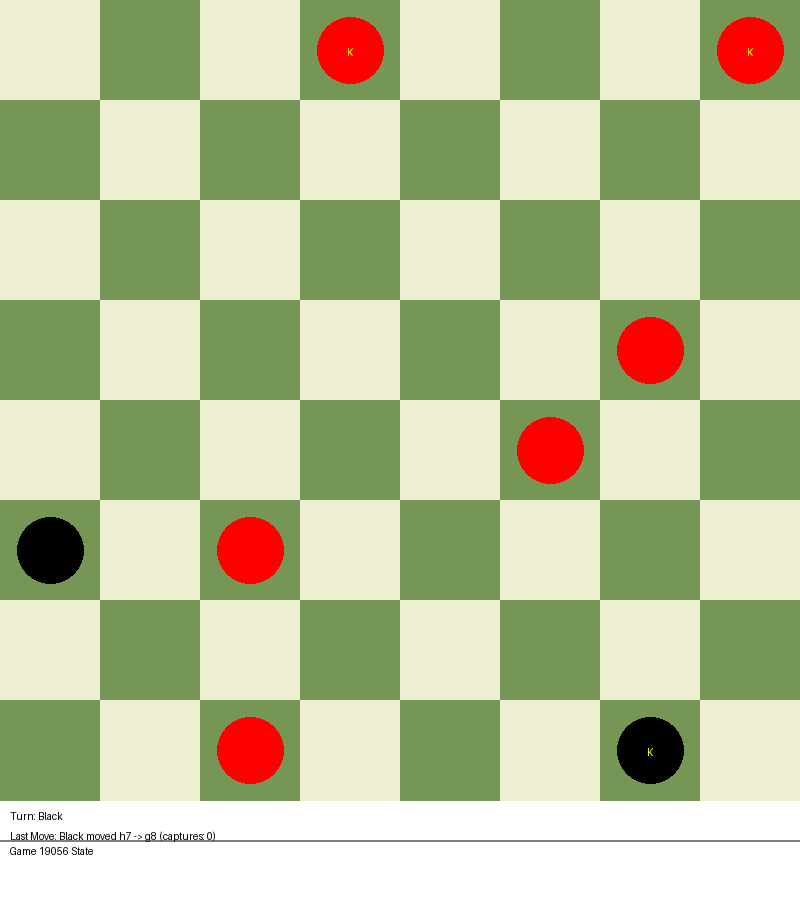 K
K
K
Turn: Black
Last Move: Black moved h7 -> g8 (captures: 0)
Game 19056 State